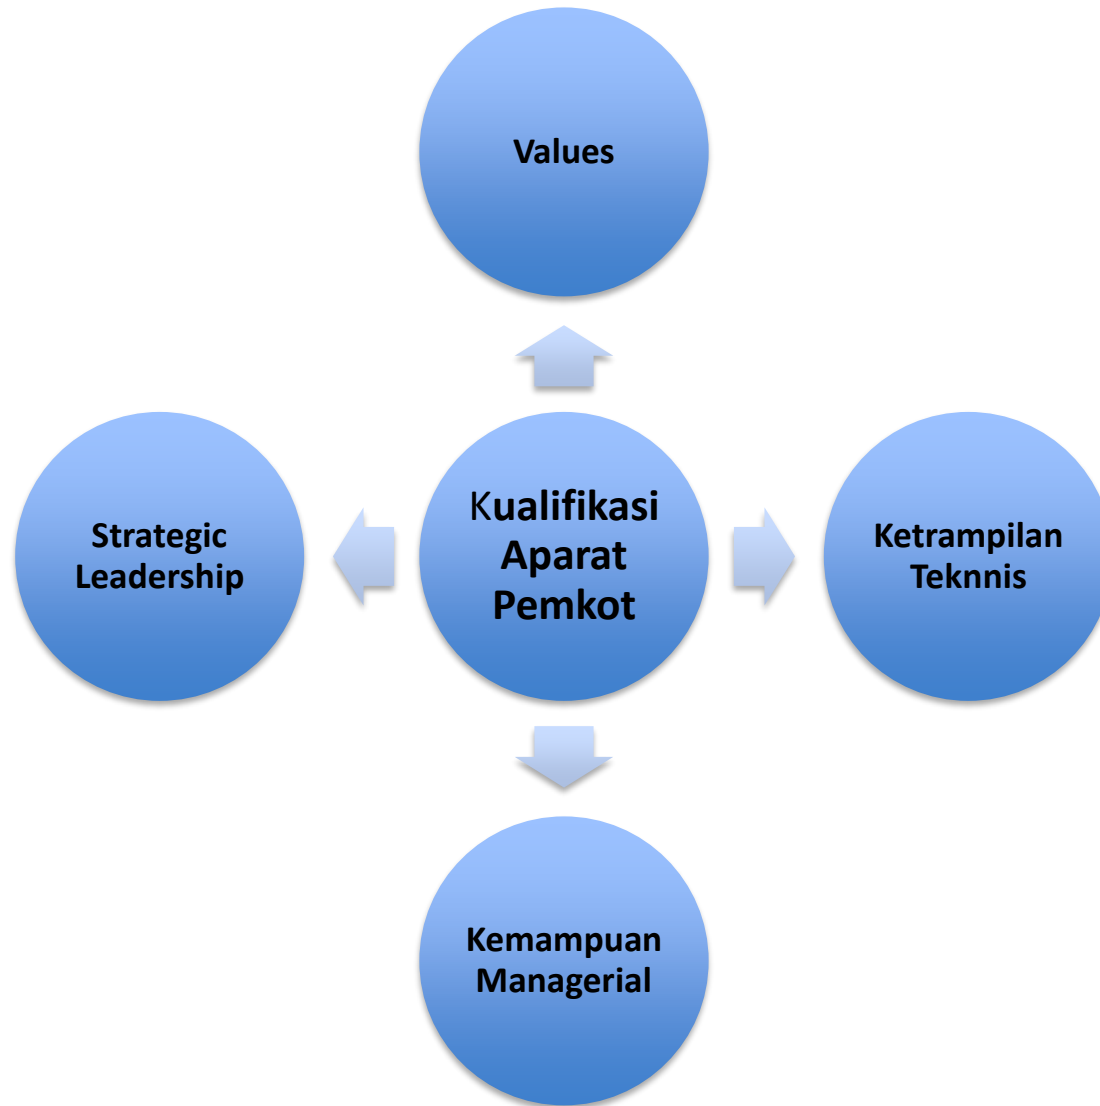 Values
Strategic
Leadership
Kualifikasi
Aparat
Pemkot
Ketrampilan
Teknnis
Kemampuan
Managerial